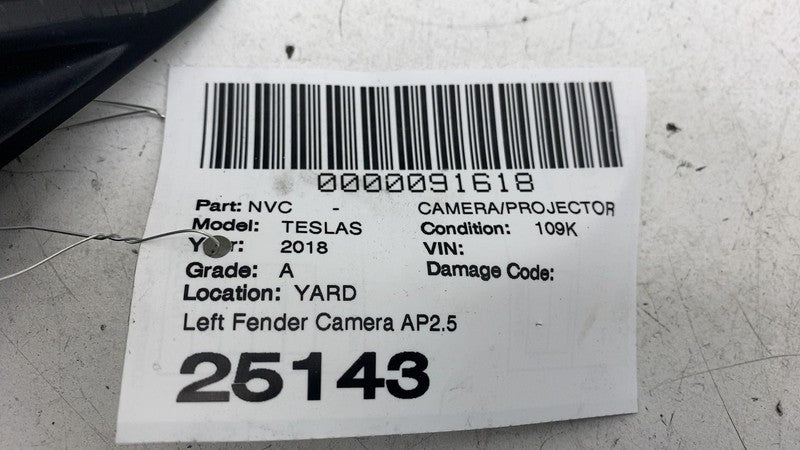 0000091618
Part: NVC - CAMERA/PROJECTOR
Model: TESLAS Condition: 109K
Year: 2018 VIN:
Grade: A Damage Code:
Location: YARD
Left Fender Camera AP2.5
25143